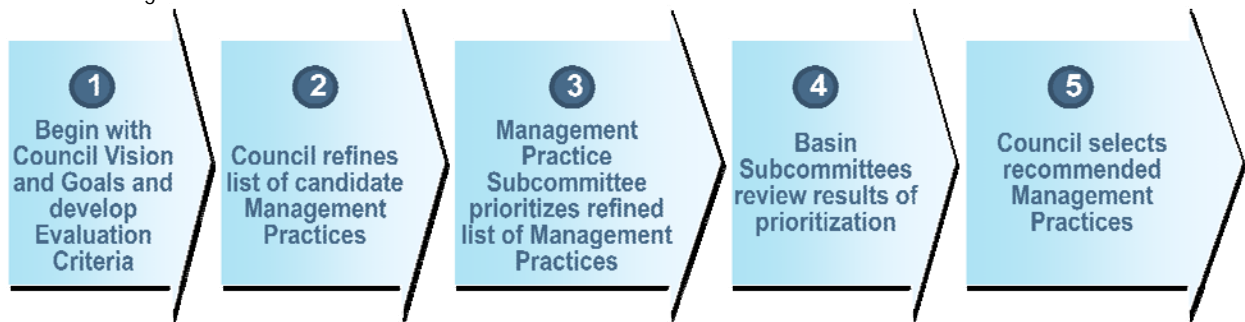 1
Begin with
Council Vision
and Goals and
develop
Evaluation
Criteria
2
Council refines
list of candidate
Management
Practices
3
Management
Practice
Subcommittee
prioritizes refined
list of Management
Practices
4
Basin
Subcommittees
review results of
prioritization
5
Council selects
recommended
Management
Practices